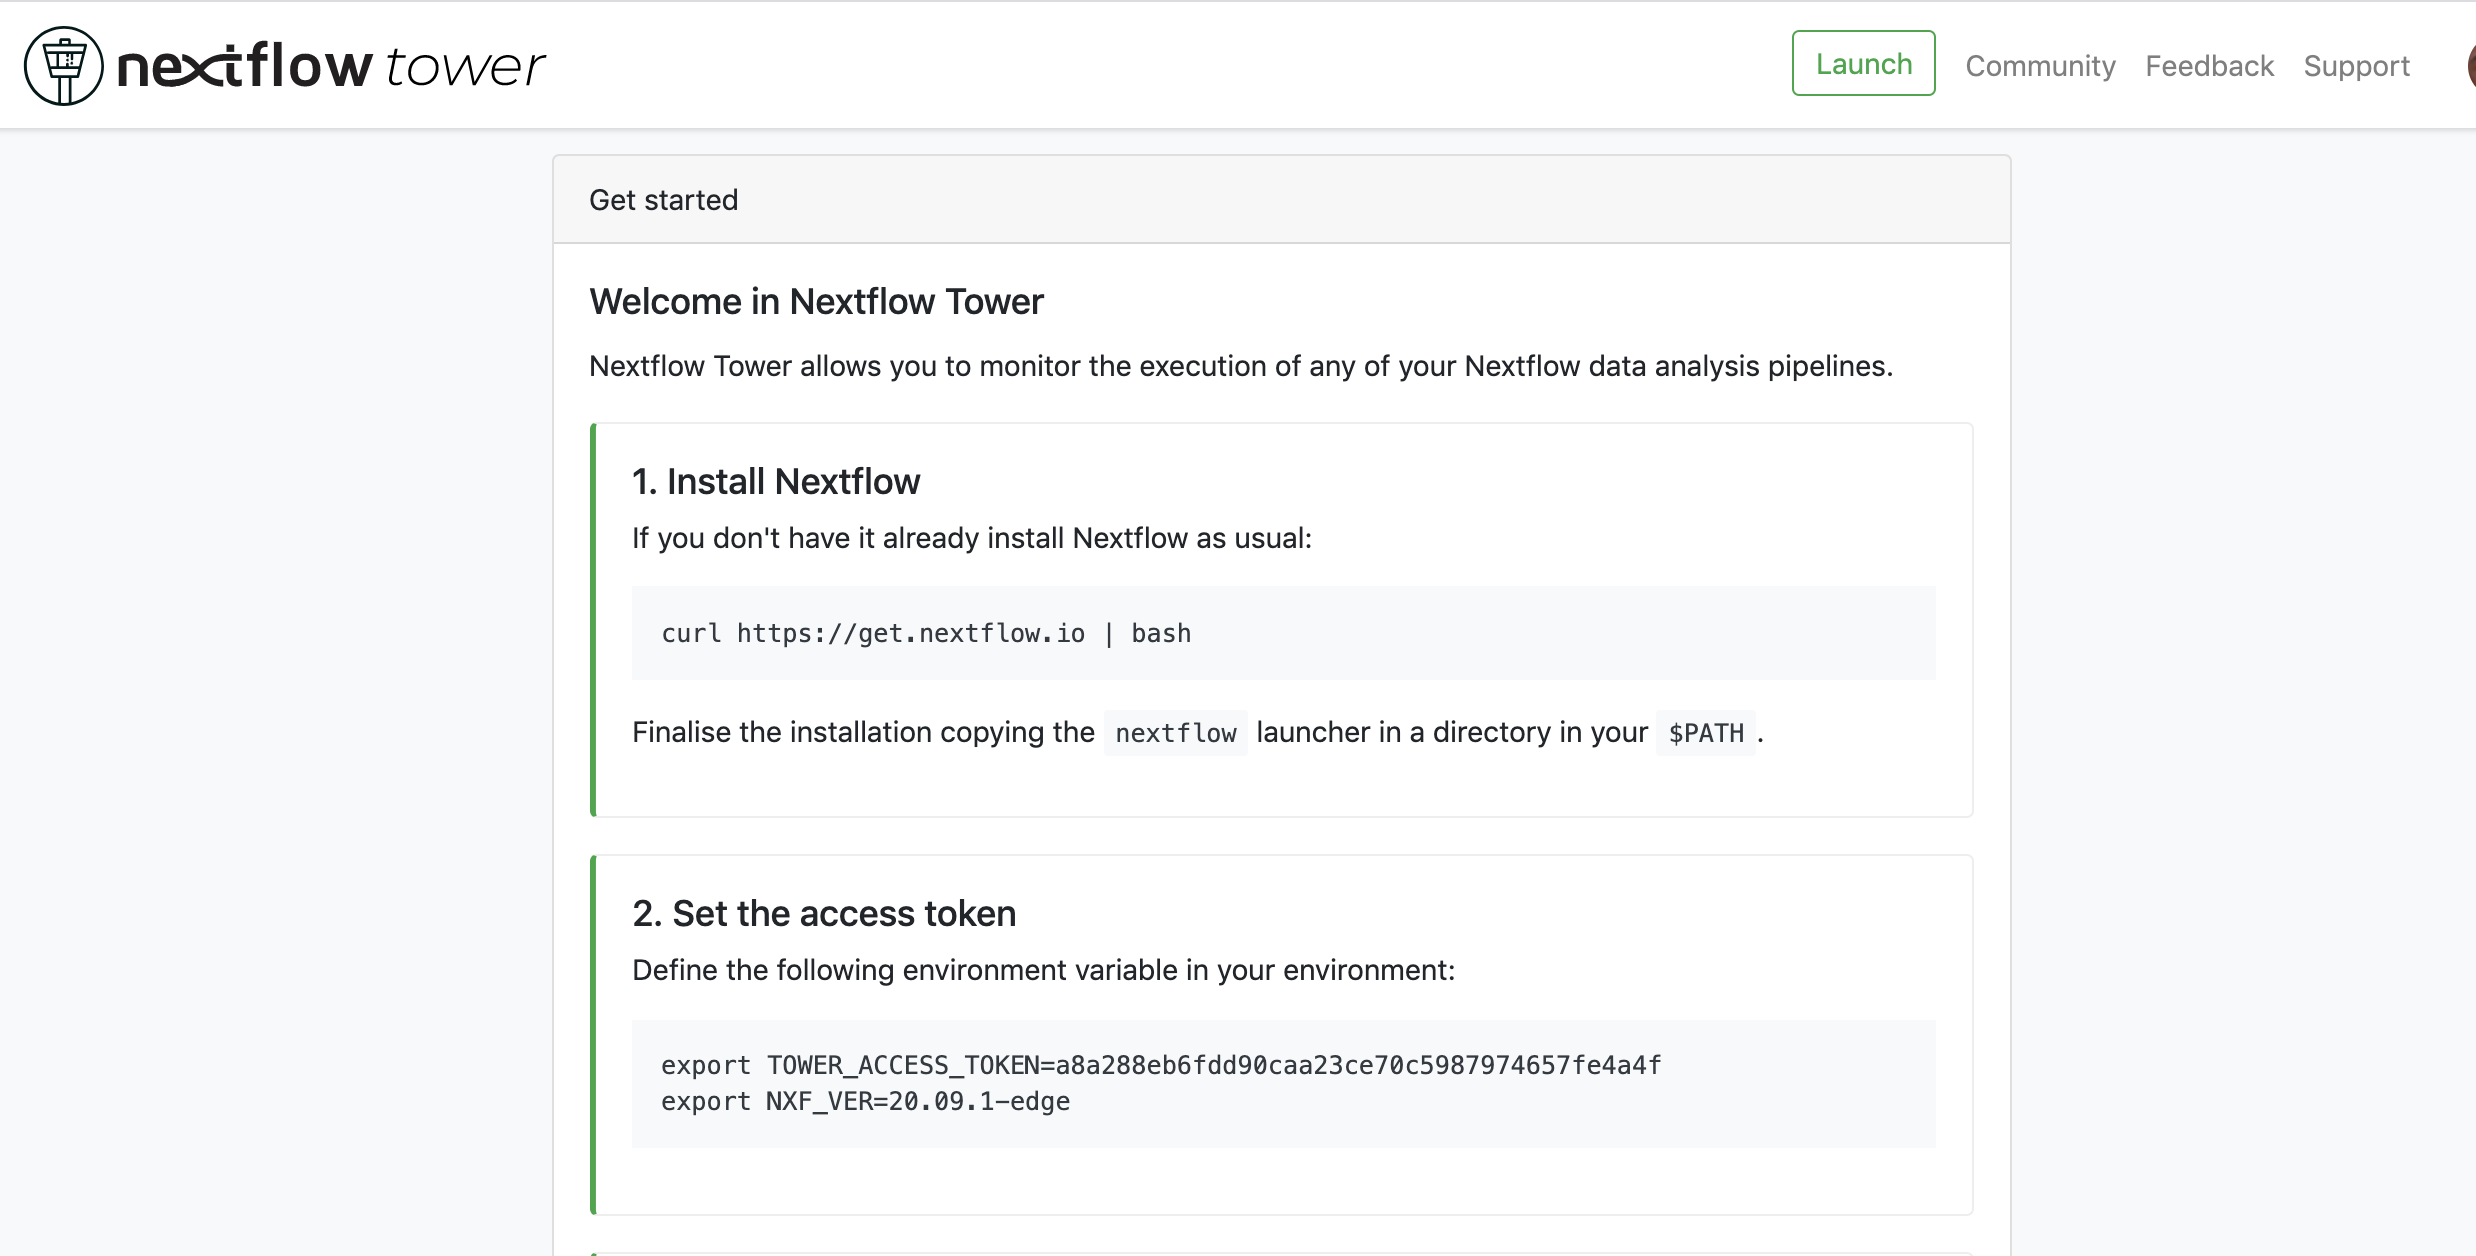 nextflow tower
Launch Community Feedback Support
Get started
Welcome in Nextflow Tower
Nextflow Tower allows you to monitor the execution of any of your Nextflow data analysis pipelines.
1. Install Nextflow
If you don't have it already install Nextflow as usual:
curl https://get.nextflow.io | bash
Finalise the installation copying the nextflow launcher in a directory in your $PATH.
2. Set the access token
Define the following environment variable in your environment:
export TOWER_ACCESS_TOKEN=a8a288eb6fdd90caa23ce70c5987974657fe4a4f
export NXF_VER=20.09.1-edge